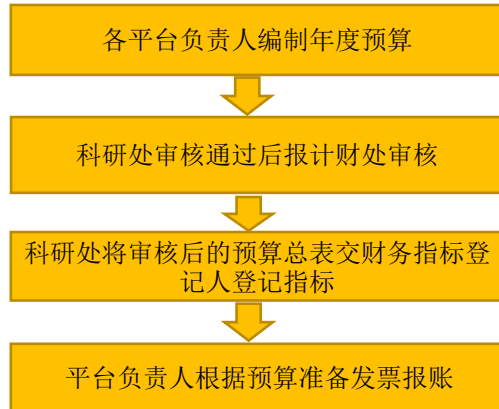 各平台负责人编制年度预算
科研处审核通过后报计财处审核
科研处将审核后的预算总表交财务指标登
记人登记指标
平台负责人根据预算准备发票报账